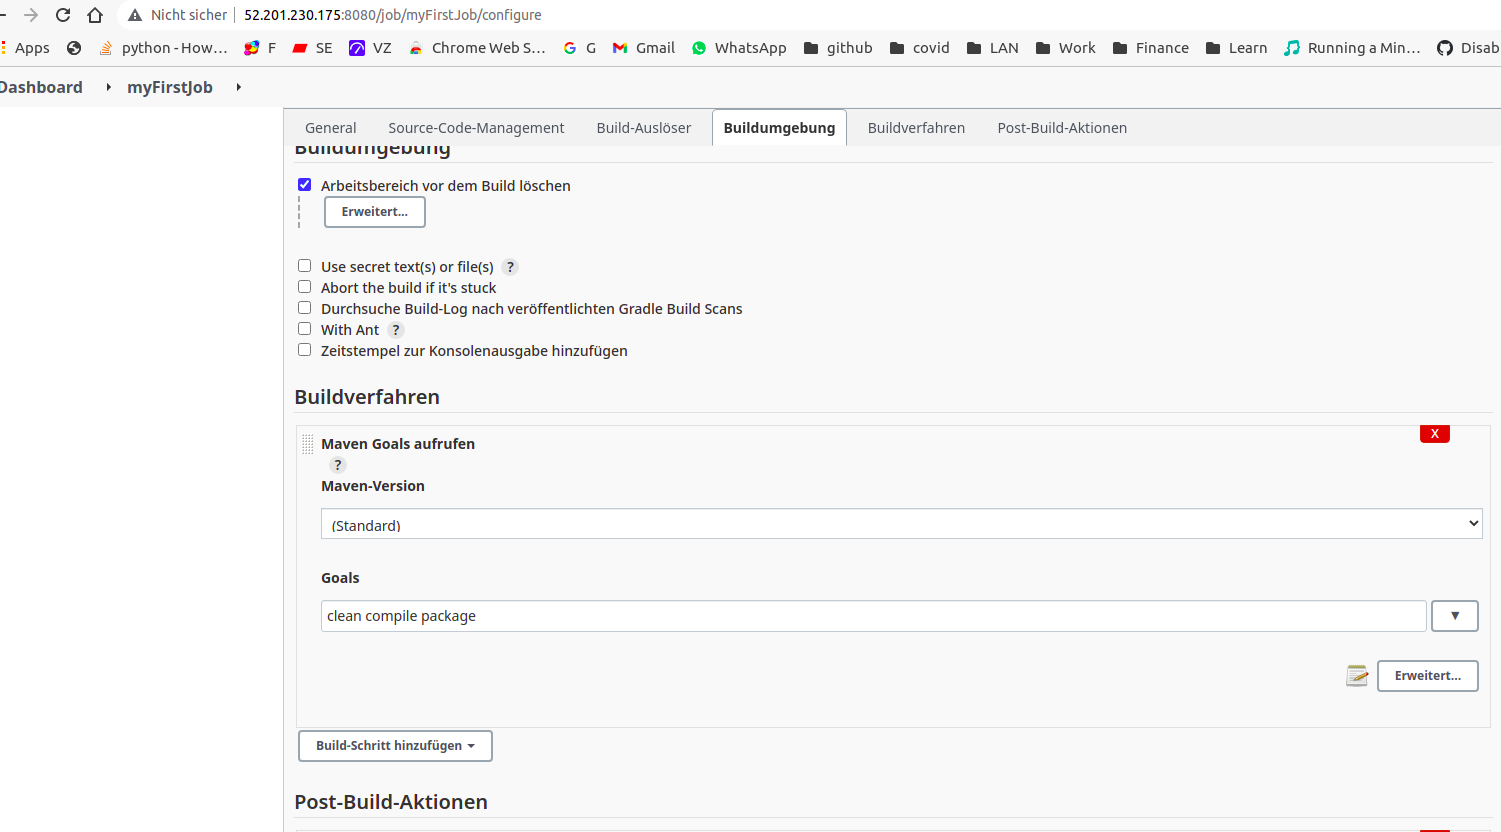 Nicht sicher 52.201.230.175:8080/job/myFirstJob/configure
Apps python - How… F SE VZ Chrome Web S… G Gmail WhatsApp github covid LAN Work Finance Learn Running a Min… Disab
Dashboard myFirstJob
General Source-Code-Management Build-Auslöser Buildumgebung Buildverfahren Post-Build-Aktionen
Buildumgebung
Arbeitsbereich vor dem Build löschen
Erweitert...
Use secret text(s) or file(s) ?
Abort the build if it's stuck
Durchsuche Build-Log nach veröffentlichten Gradle Build Scans
With Ant ?
Zeitstempel zur Konsolenausgabe hinzufügen
Buildverfahren
Maven Goals aufrufen X
?
Maven-Version
(Standard)
Goals
clean compile package
Erweitert...
Build-Schritt hinzufügen
Post-Build-Aktionen